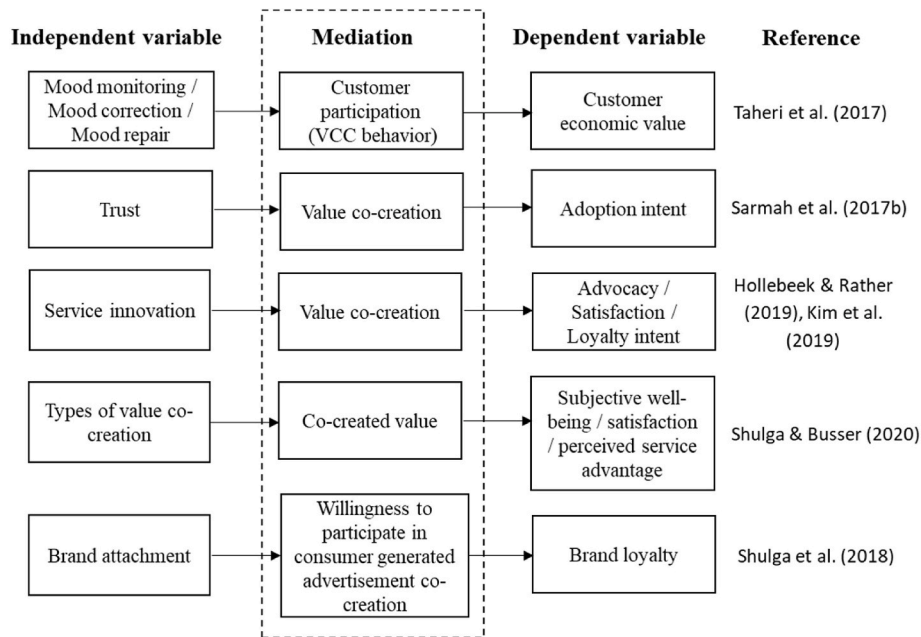 Independent variable
Mediation
Dependent variable
Reference
Mood monitoring /
Mood correction /
Mood repair
Customer
participation
(VCC behavior)
Customer
economic value
Taheri et al. (2017)
Trust
Value co-creation
Adoption intent
Sarmah et al. (2017b)
Service innovation
Value co-creation
Advocacy /
Satisfaction /
Loyalty intent
Hollebeek & Rather
(2019), Kim et al.
(2019)
Types of value co-
creation
Co-created value
Subjective well-
being / satisfaction
/ perceived service
advantage
Shulga & Busser (2020)
Brand attachment
Willingness to
participate in
consumer generated
advertisement co-
creation
Brand loyalty
Shulga et al. (2018)